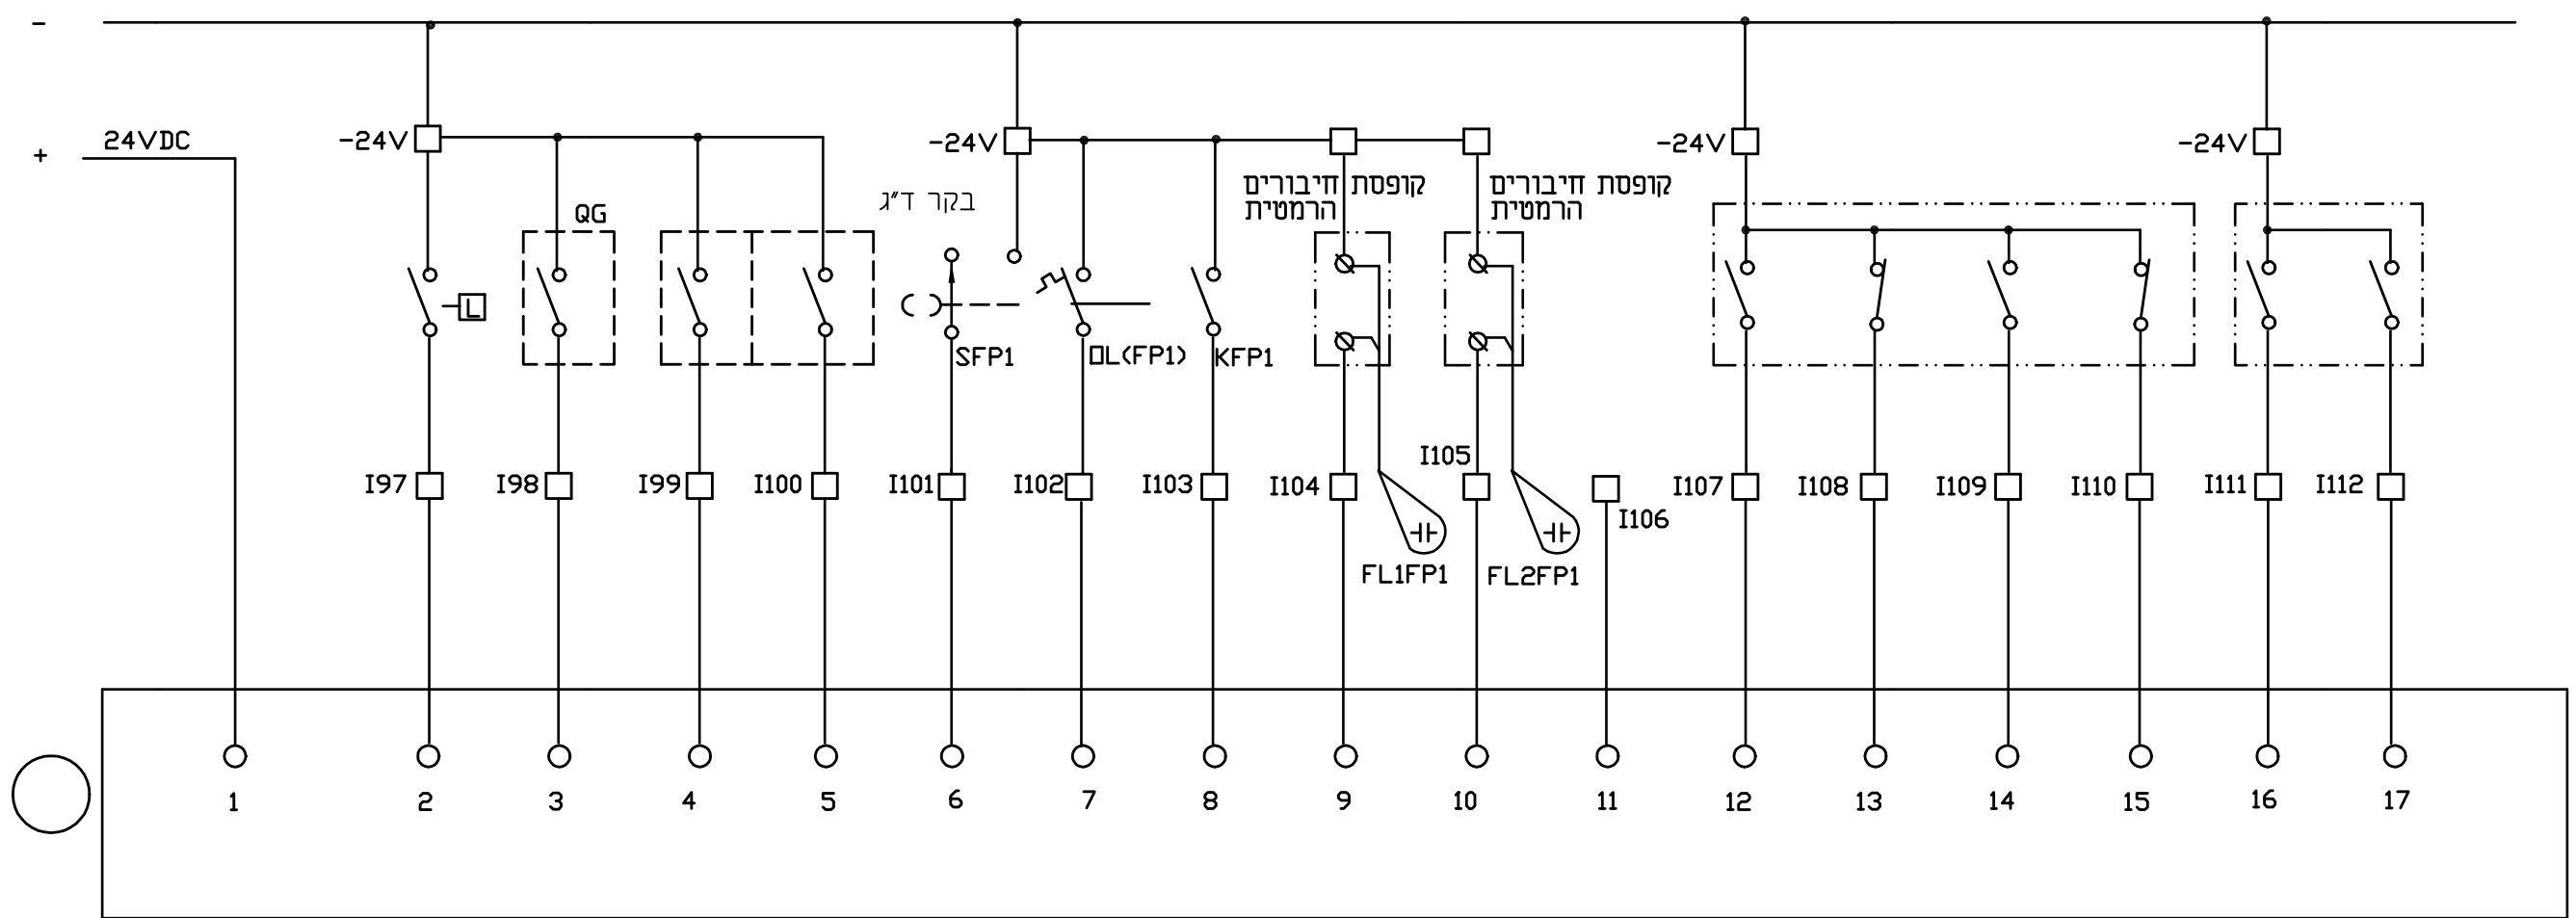 -
+
24VDC
-24V
-24V
-24V
-24V
QG
בקר ד״ג
קופסת חיבורים
הרמטית
קופסת חיבורים
הרמטית
L
SFP1
OL(FP1)
KFP1
I97
I98
I99
I100
I101
I102
I103
I104
I105
I106
I107
I108
I109
I110
I111
I112
FL1FP1
FL2FP1
1
2
3
4
5
6
7
8
9
10
11
12
13
14
15
16
17